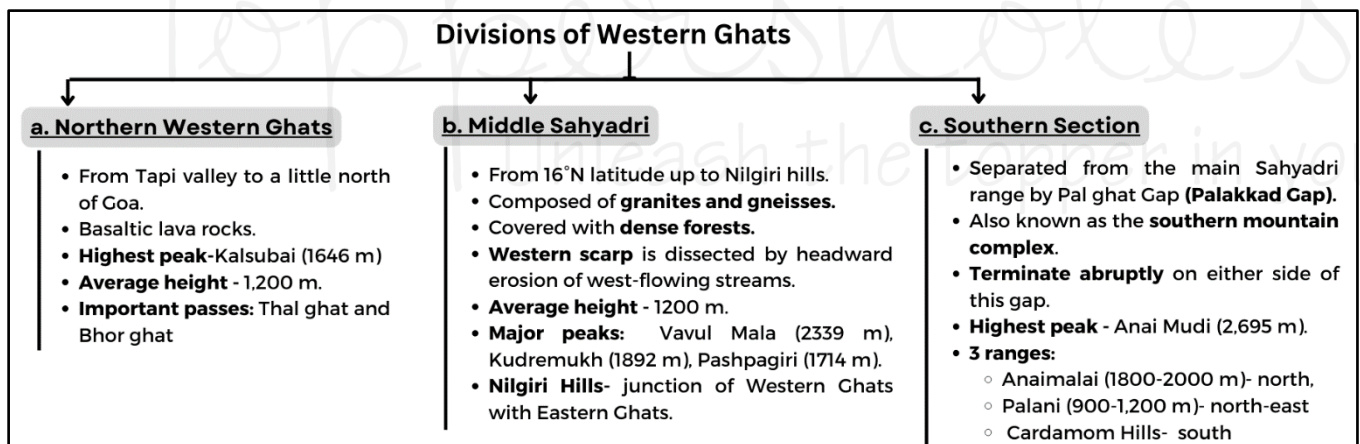 Toppersnotes
Unleash the topper in yo
Divisions of Western Ghats
a. Northern Western Ghats
• From Tapi valley to a little north
of Goa.
• Basaltic lava rocks.
• Highest peak-Kalsubai (1646 m)
• Average height - 1,200 m.
• Important passes: Thal ghat and
Bhor ghat
b. Middle Sahyadri
• From 16°N latitude up to Nilgiri hills.
• Composed of granites and gneisses.
• Covered with dense forests.
• Western scarp is dissected by headward
erosion of west-flowing streams.
• Average height - 1200 m.
• Major peaks: Vavul Mala (2339 m),
Kudremukh (1892 m), Pashpagiri (1714 m).
• Nilgiri Hills- junction of Western Ghats
with Eastern Ghats.
c. Southern Section
• Separated from the main Sahyadri
range by Pal ghat Gap (Palakkad Gap).
• Also known as the southern mountain
complex.
• Terminate abruptly on either side of
this gap.
• Highest peak - Anai Mudi (2,695 m).
• 3 ranges:
○ Anaimalai (1800-2000 m)- north,
○ Palani (900-1,200 m)- north-east
○ Cardamom Hills- south